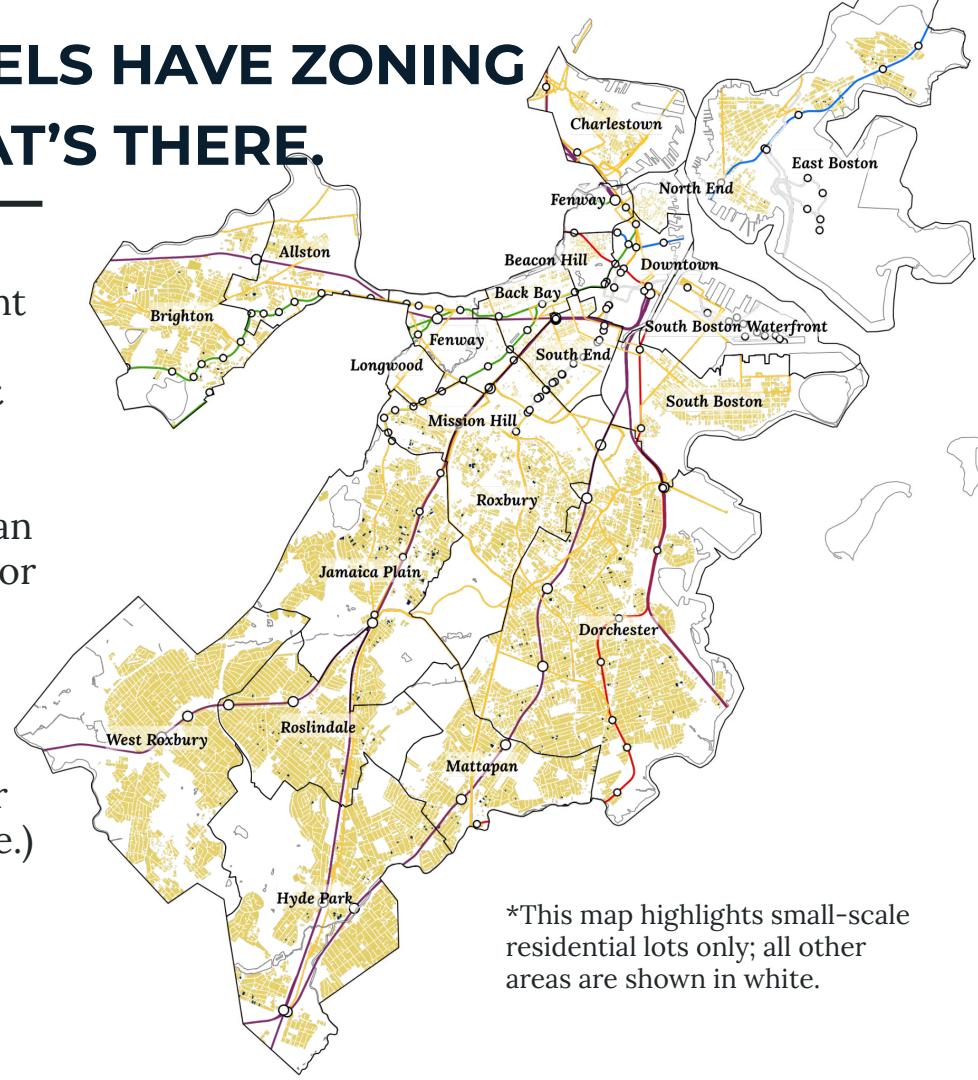 ELS HAVE ZONING
AT'S THERE.
nt
an
or
r
e.)
Charlestown
East Boston
North End
Fenway
Allston
Beacon Hill
Downtown
Back Bay
Brighton
South Boston Waterfront
Fenway
South End
Longwood
South Boston
Mission Hill
Roxbury
Jamaica Plain
Dorchester
Roslindale
West Roxbury
Mattapan
Hyde Park
*This map highlights small-scale
residential lots only; all other
areas are shown in white.